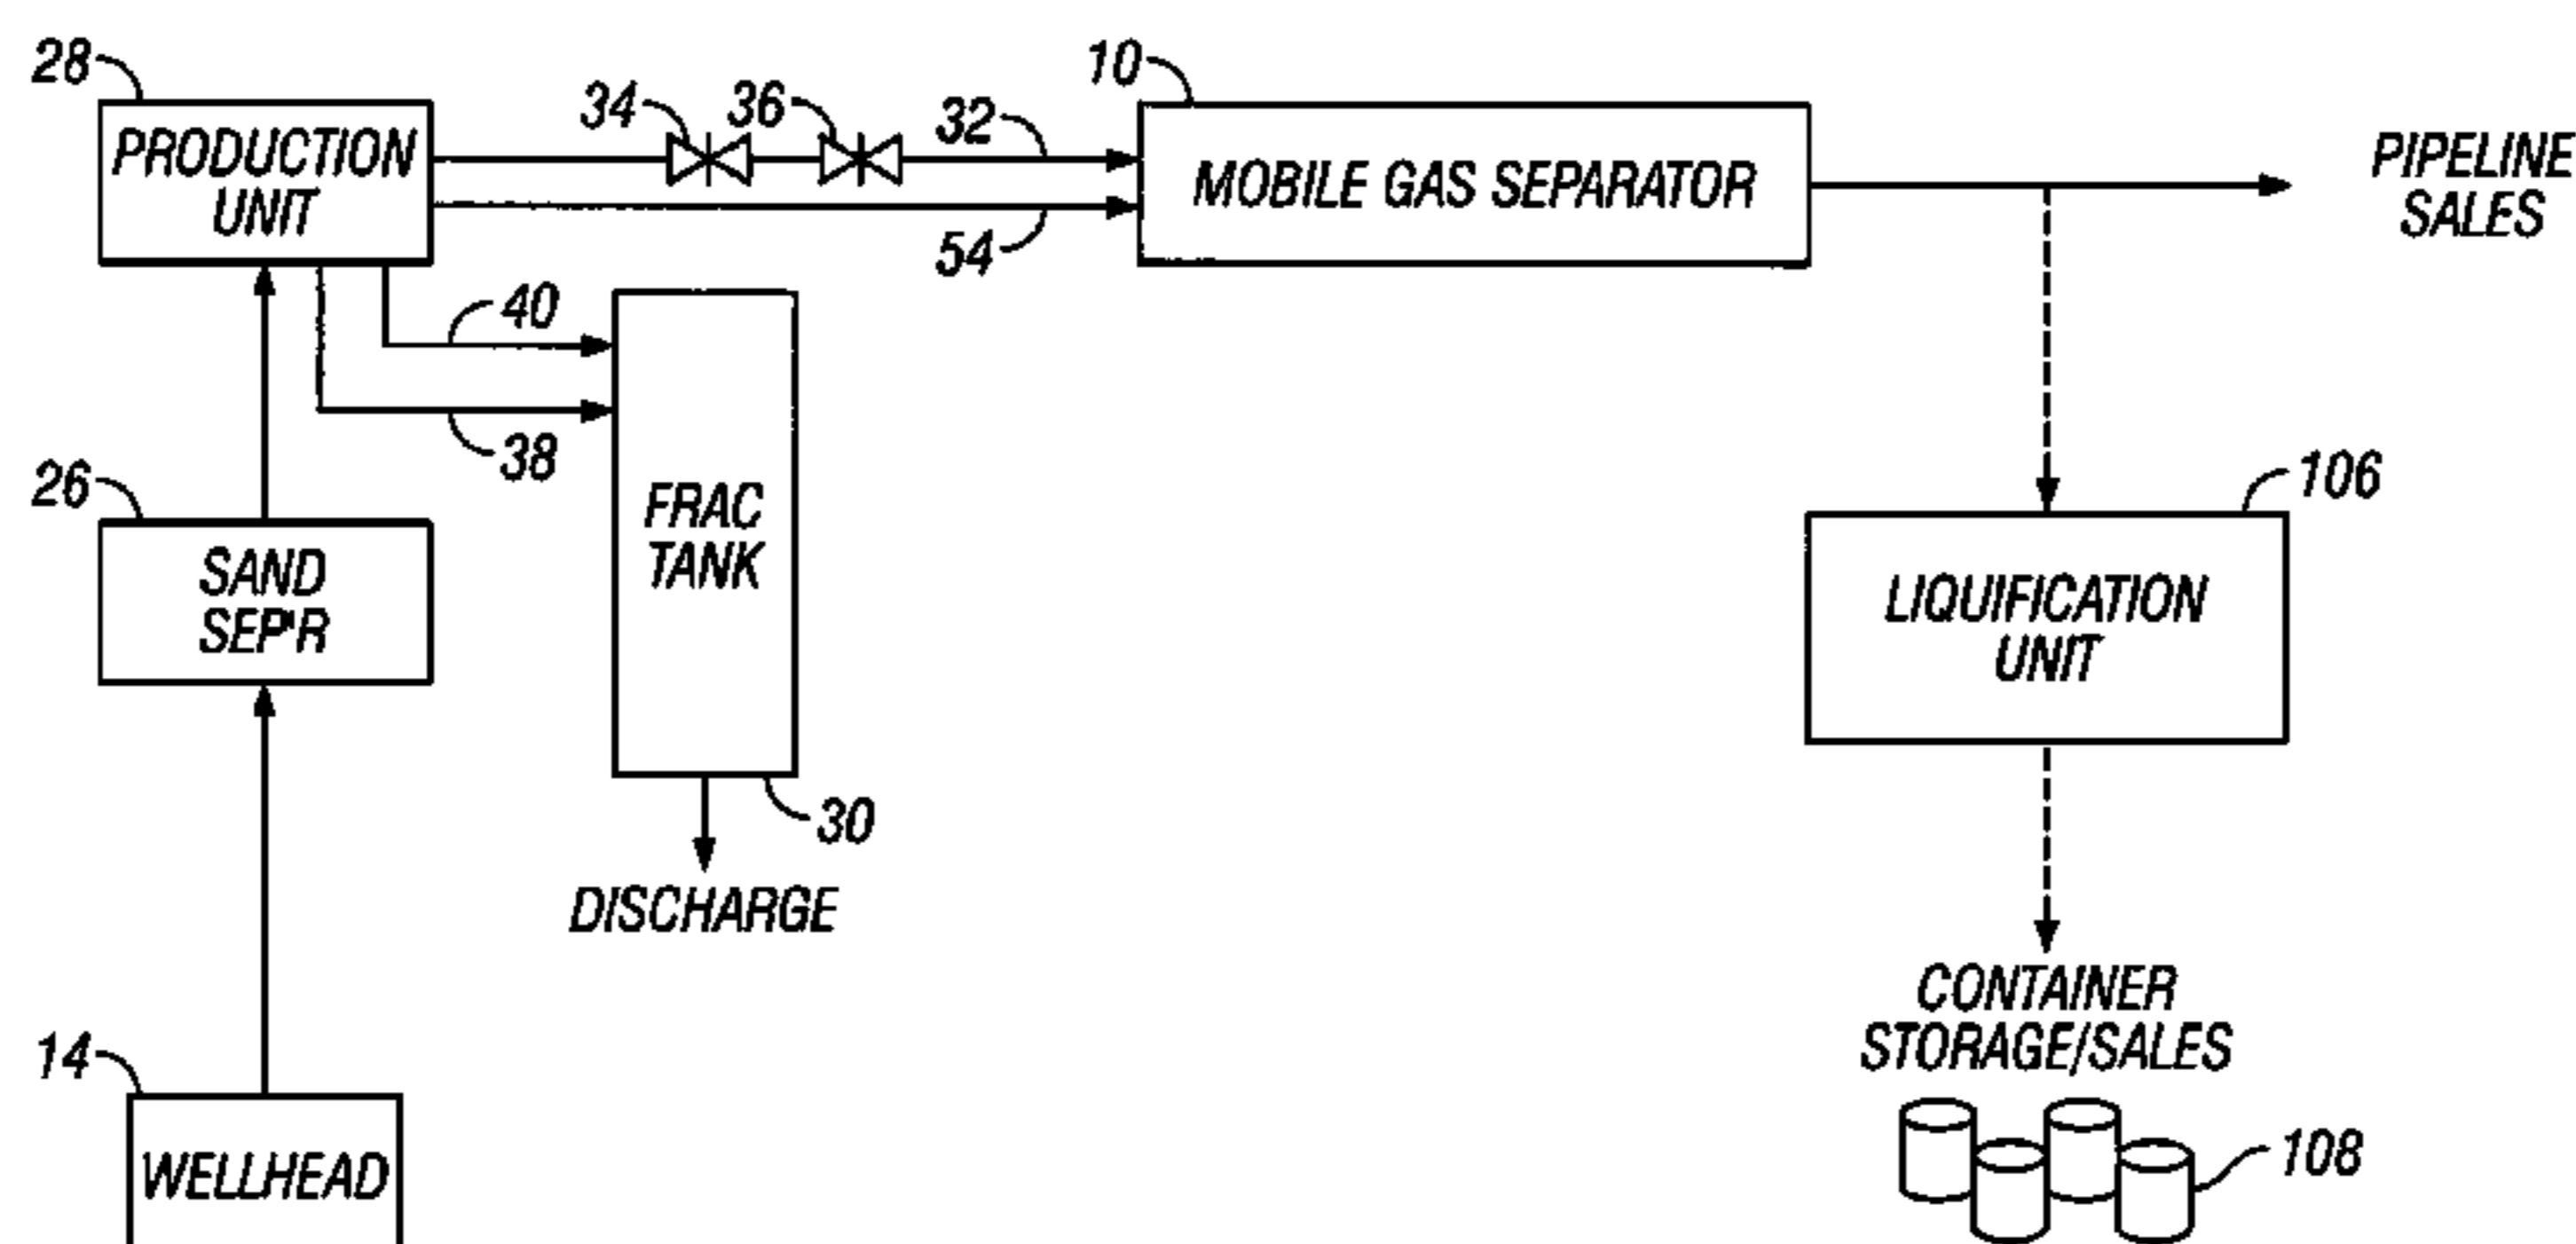 28
34
36
32
10
PRODUCTION
UNIT
MOBILE GAS SEPARATOR
PIPELINE
SALES
54
40
38
26
SAND
SEP'R
FRAC
TANK
106
LIQUIFICATION
UNIT
30
DISCHARGE
CONTAINER
STORAGE/SALES
14
WELLHEAD
108